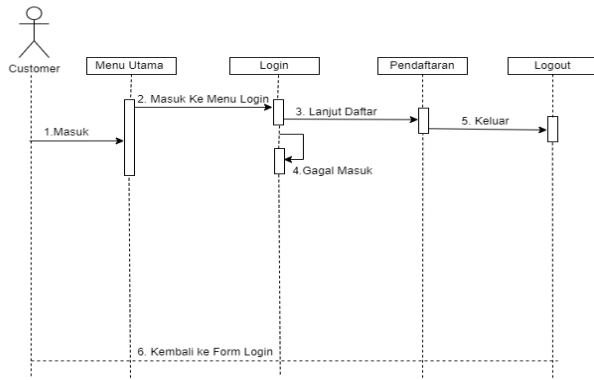 Customer
Menu Utama
Login
Pendaftaran
Logout
1.Masuk
2. Masuk Ke Menu Login
3. Lanjut Daftar
4.Gagal Masuk
5. Keluar
6. Kembali ke Form Login